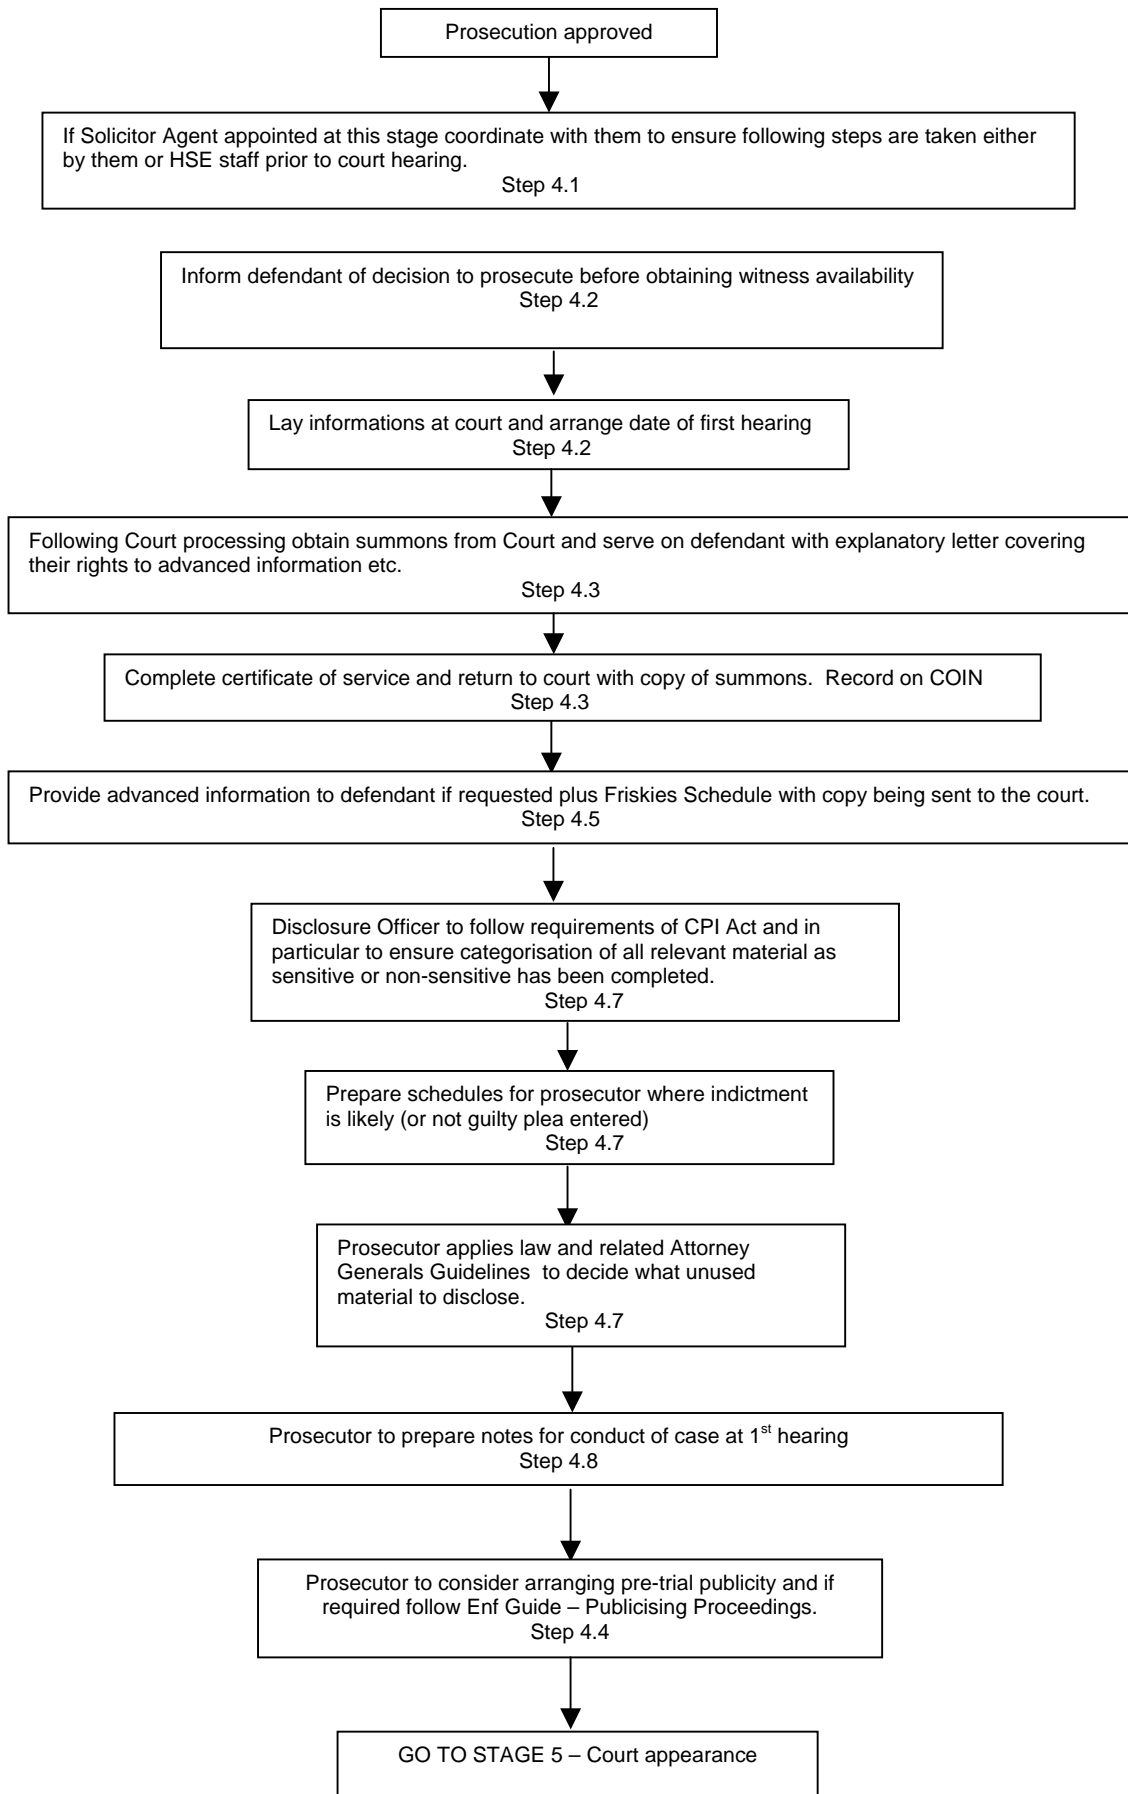 Prosecution approved
If Solicitor Agent appointed at this stage coordinate with them to ensure following steps are taken either
by them or HSE staff prior to court hearing.
Step 4.1
Inform defendant of decision to prosecute before obtaining witness availability
Step 4.2
Lay informations at court and arrange date of first hearing
Step 4.2
Following Court processing obtain summons from Court and serve on defendant with explanatory letter covering
their rights to advanced information etc.
Step 4.3
Complete certificate of service and return to court with copy of summons.  Record on COIN
Step 4.3
Provide advanced information to defendant if requested plus Friskies Schedule with copy being sent to the court.
Step 4.5
Disclosure Officer to follow requirements of CPI Act and in
particular to ensure categorisation of all relevant material as
sensitive or non-sensitive has been completed.
Step 4.7
Prepare schedules for prosecutor where indictment
is likely (or not guilty plea entered)
Step 4.7
Prosecutor applies law and related Attorney
Generals Guidelines  to decide what unused
material to disclose.
Step 4.7
Prosecutor to prepare notes for conduct of case at 1st hearing
Step 4.8
Prosecutor to consider arranging pre-trial publicity and if
required follow Enf Guide – Publicising Proceedings.
Step 4.4
GO TO STAGE 5 – Court appearance